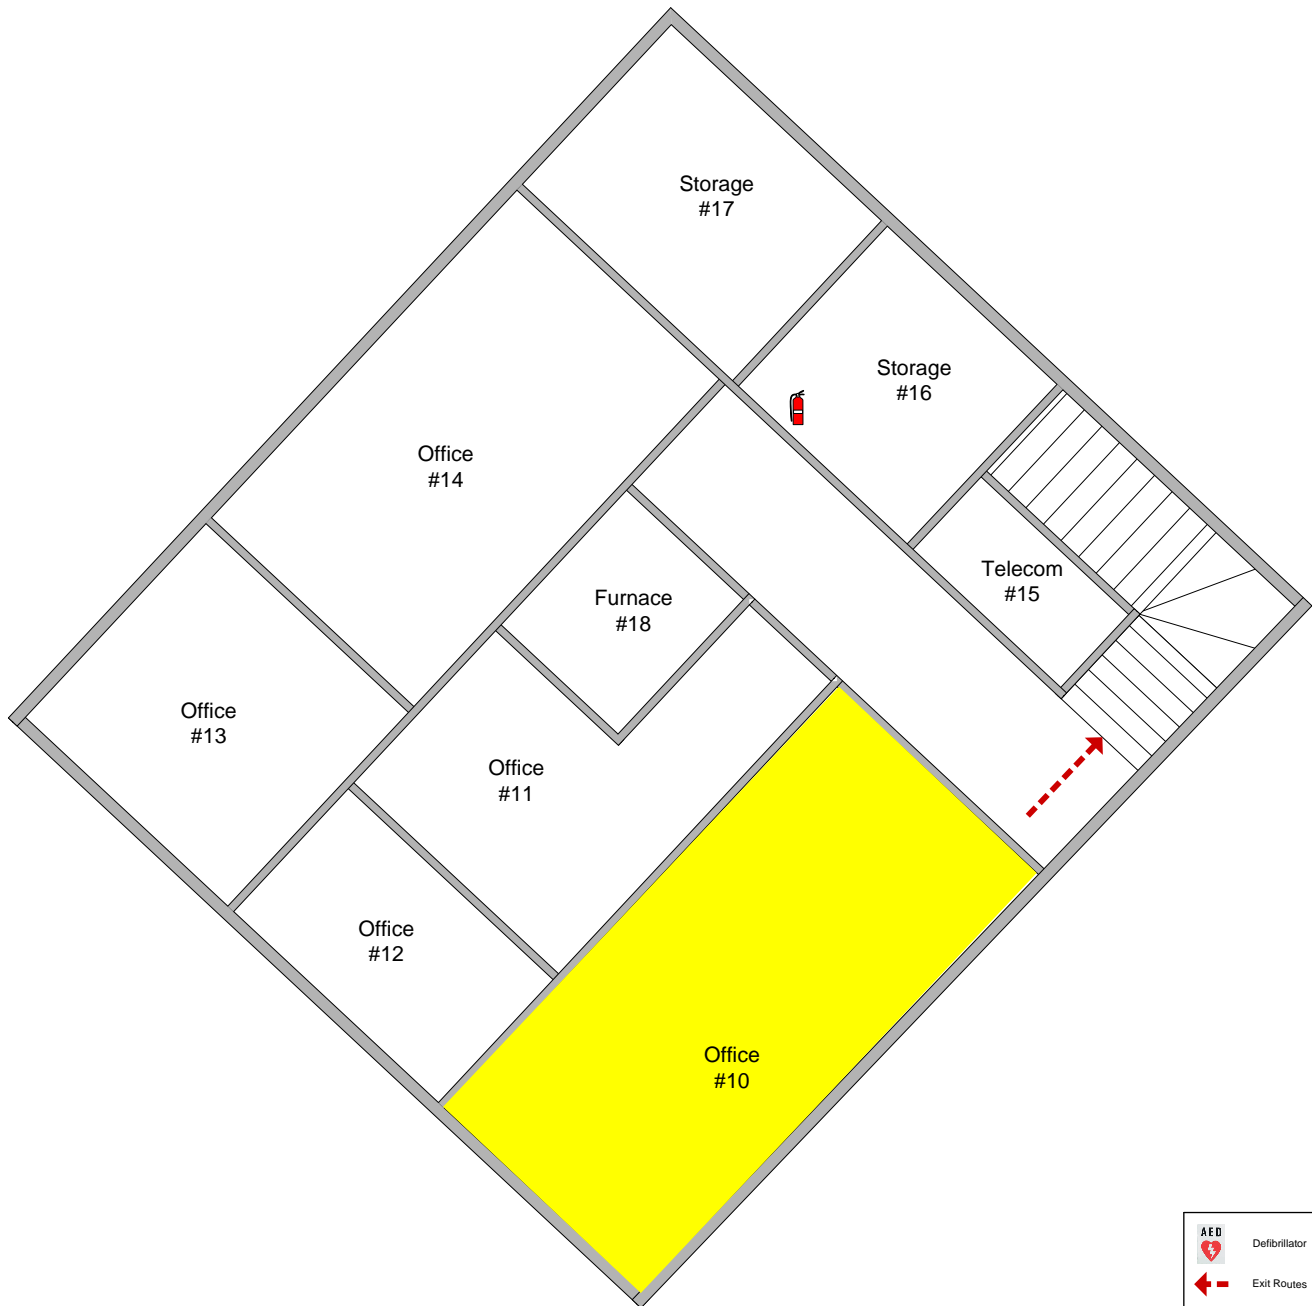 Storage
#17
Storage
#16
Office
#14
Telecom
#15
Furnace
#18
Office
#13
Office
#11
Office
#12
Office
#10
AED
Defibrillator
Exit Routes